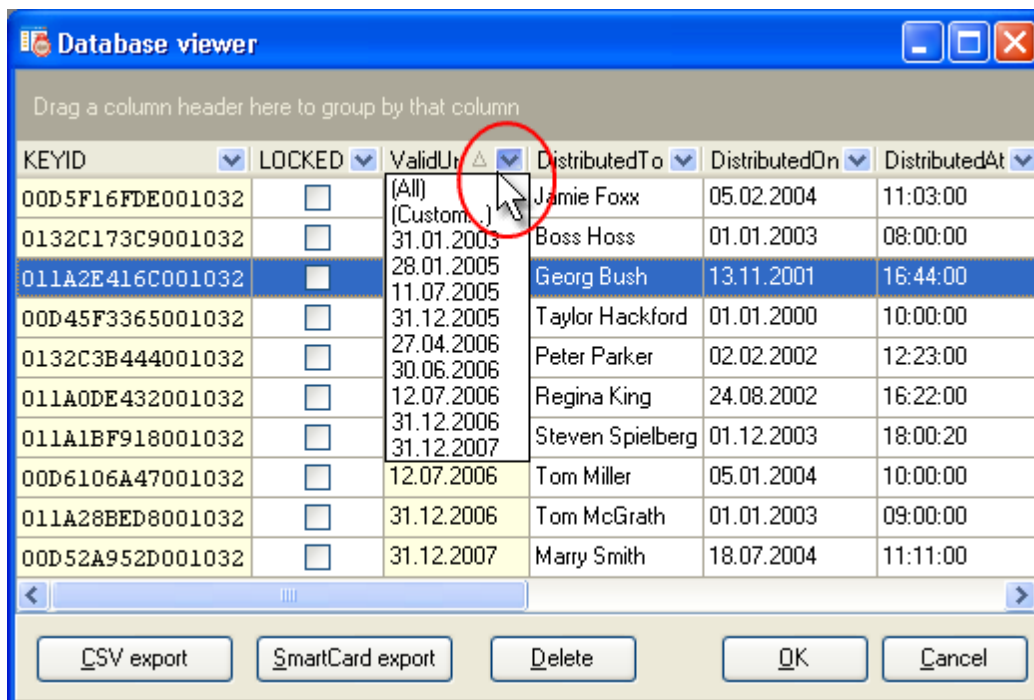 Database viewer
Drag a column header here to group by that column
KEYID LOCKED ValidUn DistributedTo DistributedOn DistributedAt
(All)
00D5F16FDE001032 Jamie Foxx 05.02.2004 11:03:00
(Custom...)
0132C173C9001032 31.01.2003 Boss Hoss 01.01.2003 08:00:00
28.01.2005
011A2E416C001032 Georg Bush 13.11.2001 16:44:00
11.07.2005
00D45F3365001032 31.12.2005 Taylor Hackford 01.01.2000 10:00:00
27.04.2006
0132C3B444001032 Peter Parker 02.02.2002 12:23:00
30.06.2006
011A0DE432001032 12.07.2006 Regina King 24.08.2002 16:22:00
31.12.2006
011A1BF918001032 Steven Spielberg 01.12.2003 18:00:20
31.12.2007
00D6106A47001032 12.07.2006 Tom Miller 05.01.2004 10:00:00
011A28BED8001032 31.12.2006 Tom McGrath 01.01.2003 09:00:00
00D52A952D001032 31.12.2007 Marry Smith 18.07.2004 11:11:00
CSV export SmartCard export Delete OK Cancel